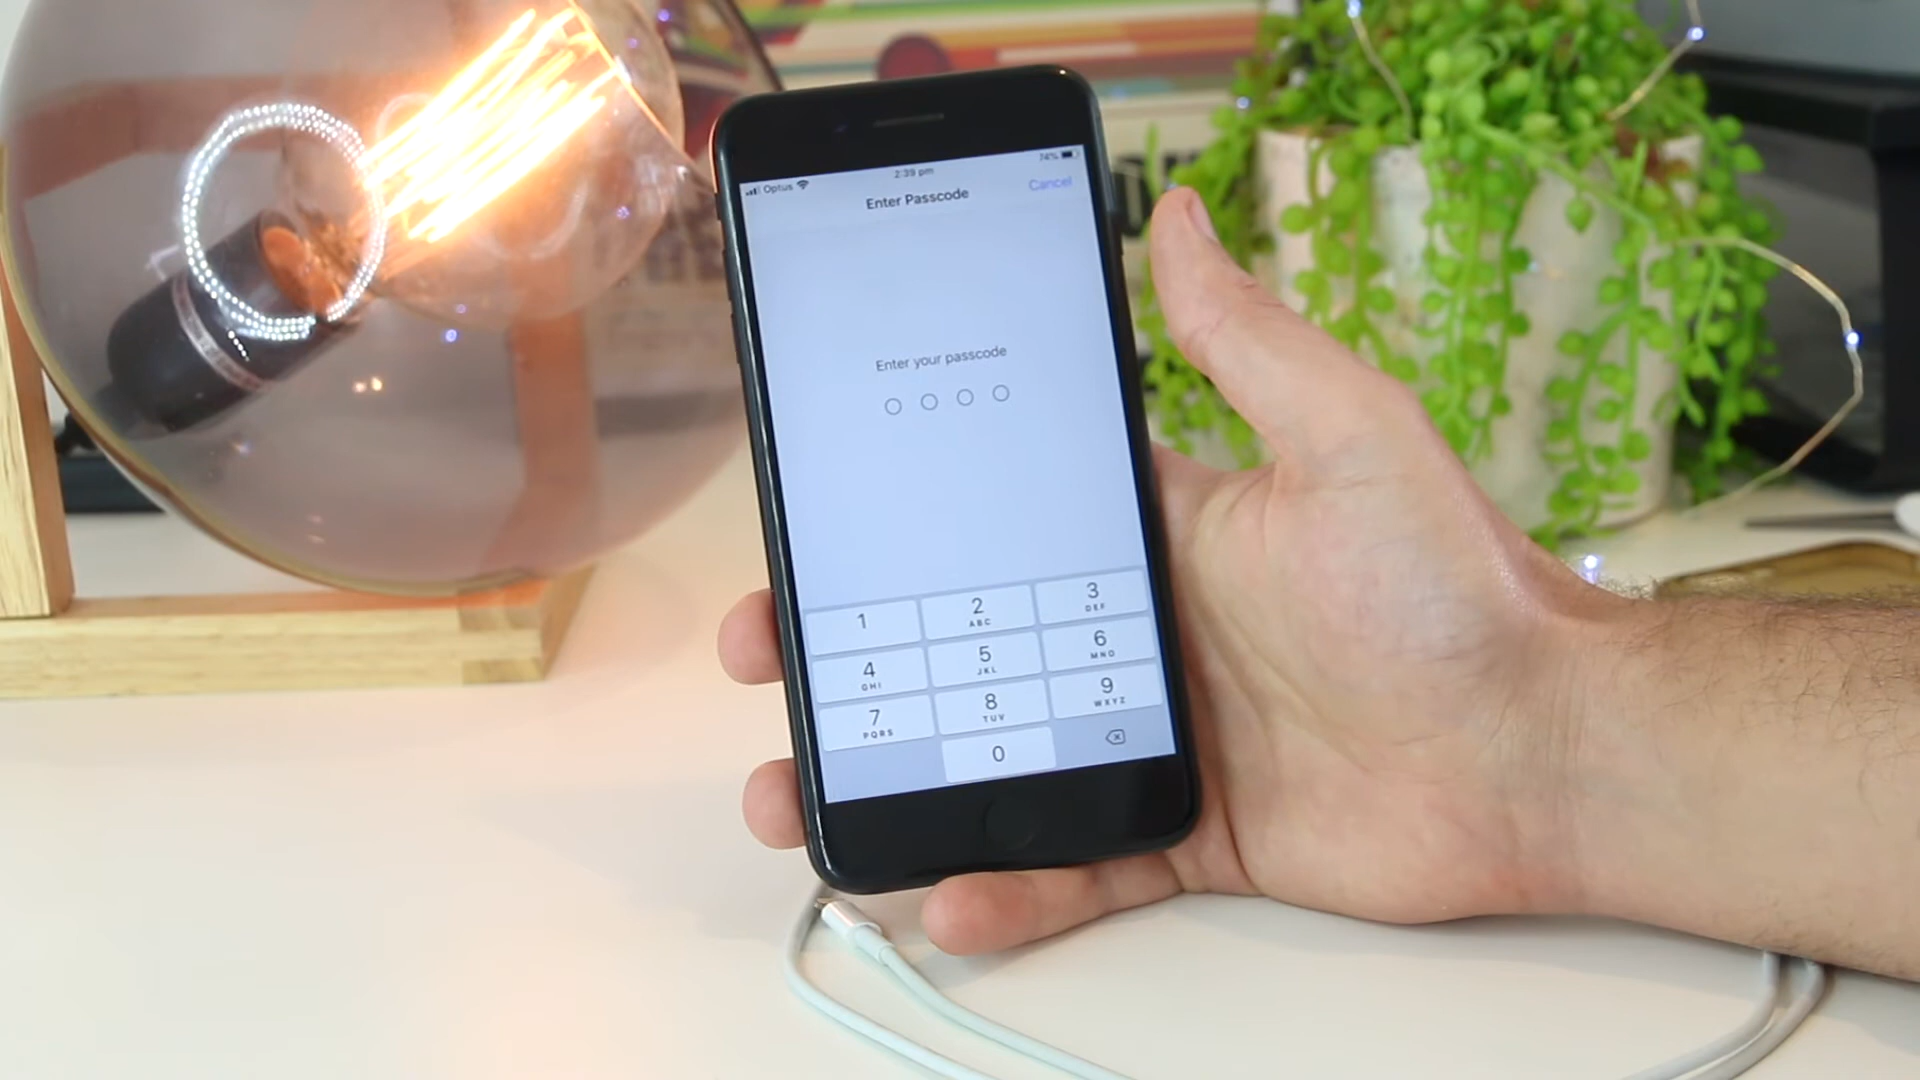 Optus 2:39 pm 74%
Enter Passcode Cancel
Enter your passcode
1 2 3
ABC DEF
4 5 6
GHI JKL MNO
7 8 9
PQRS TUV WXYZ
0